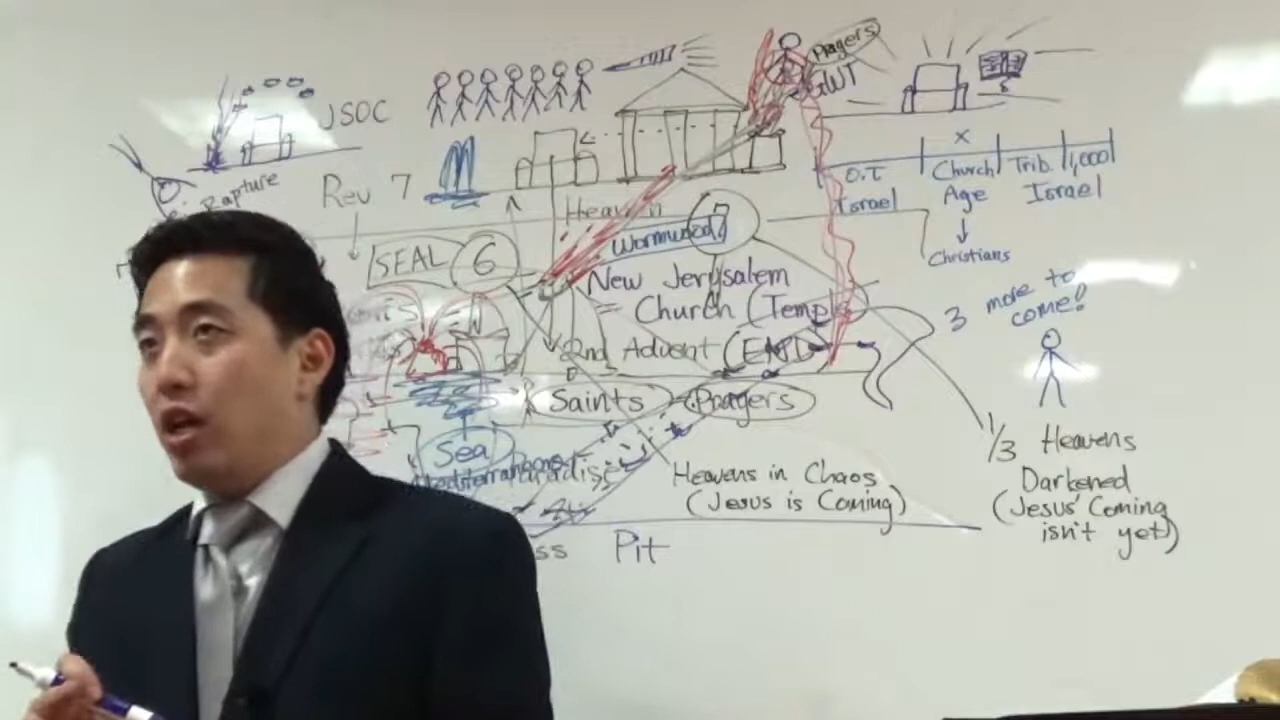 Prayers
GWT
JSOC
Rapture
Rev 7
X
O.T Church Trib. 1,000
Israel Age Israel
Christians
Heaven
Wormwood
SEAL 6
7
New Jerusalem
Church (Temple
2nd Advent (END)
3 more to
come!
Saints
Prayers
Sea
Mediterranean
Paradise
Heavens in Chaos
(Jesus is Coming)
1/3 Heavens
Darkened
(Jesus' Coming
isn't yet)
ss Pit